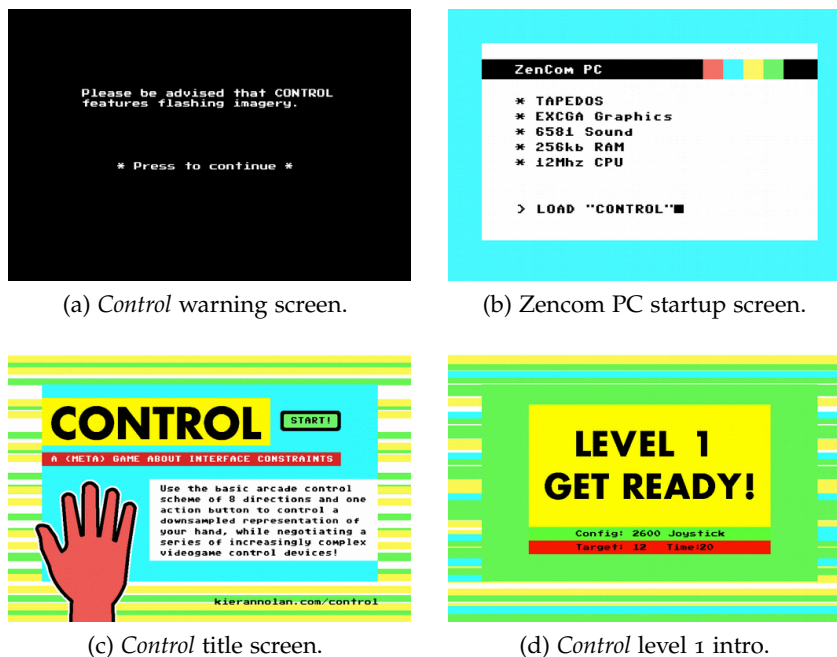 Please be advised that CONTROL
features flashing imagery.
* Press to continue *
(a) Control warning screen.
ZenCom PC
* TAPEDOS
* EXCGA Graphics
* 6581 Sound
* 256kb RAM
* 12Mhz CPU
> LOAD "CONTROL"
(b) Zencom PC startup screen.
CONTROL
START!
A (META) GAME ABOUT INTERFACE CONSTRAINTS
Use the basic arcade control
scheme of 8 directions and one
action button to control a
downsampled representation of
your hand, while negotiating a
series of increasingly complex
videogame control devices!
kierannolan.com/control
(c) Control title screen.
LEVEL 1
GET READY!
Config: 2600 Joystick
Target: 12 Time:20
(d) Control level 1 intro.